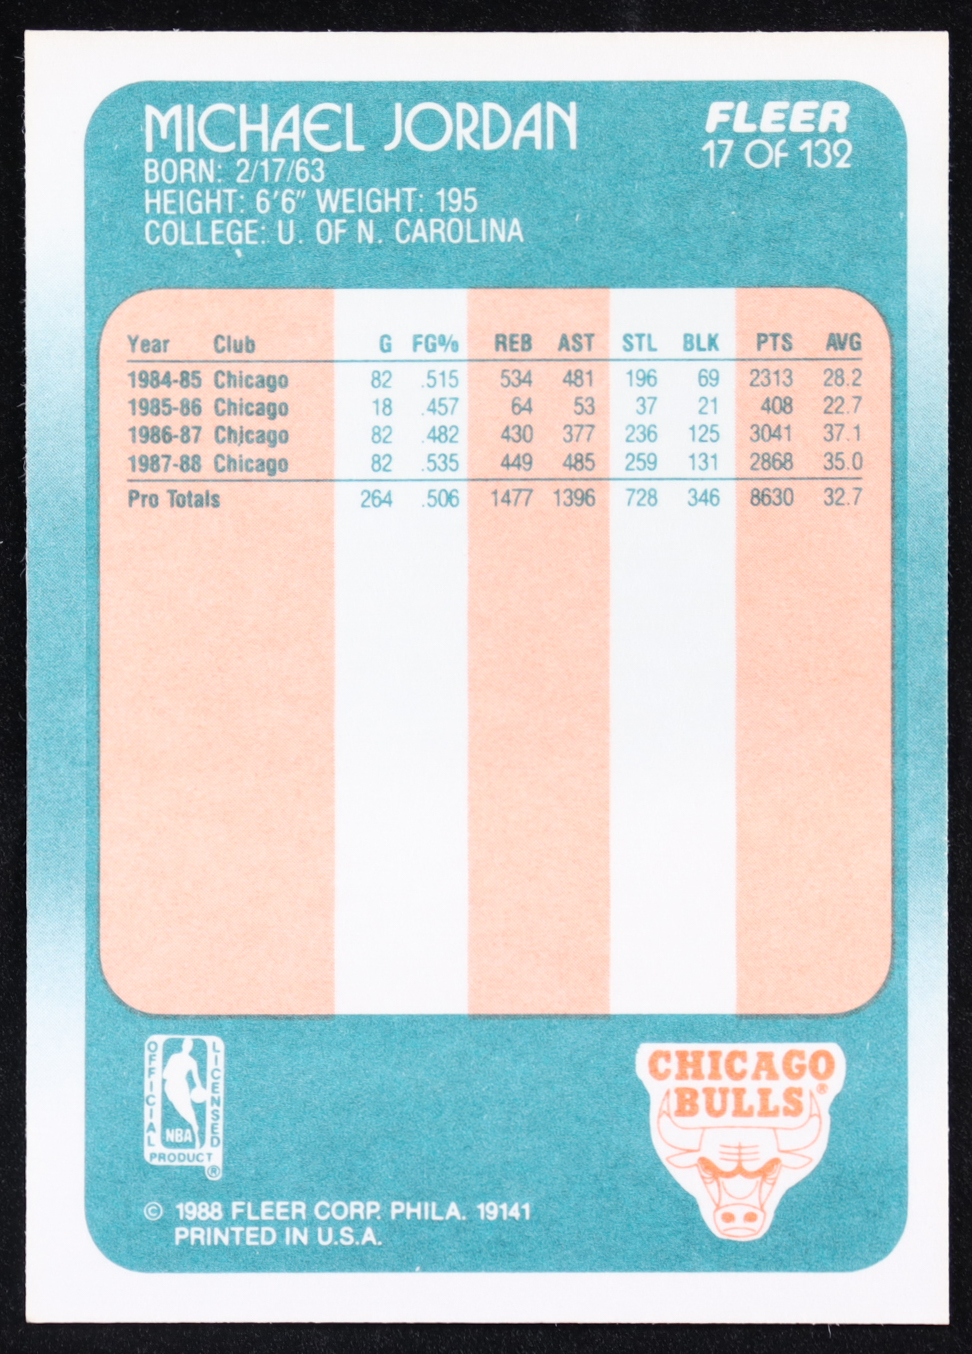 MICHAEL JORDAN
FLEER
17 OF 132
BORN: 2/17/63
HEIGHT: 6'6" WEIGHT: 195
COLLEGE: U. OF N. CAROLINA
Year Club G FG% REB AST STL BLK PTS AVG
1984-85 Chicago 82 .515 534 481 196 69 2313 28.2
1985-86 Chicago 18 .457 64 53 37 21 408 22.7
1986-87 Chicago 82 .482 430 377 236 125 3041 37.1
1987-88 Chicago 82 .535 449 485 259 131 2868 35.0
Pro Totals 264 .506 1477 1396 728 346 8630 32.7
OFFICIAL LICENSED
NBA
PRODUCT
®
CHICAGO
BULLS®
© 1988 FLEER CORP. PHILA. 19141
PRINTED IN U.S.A.